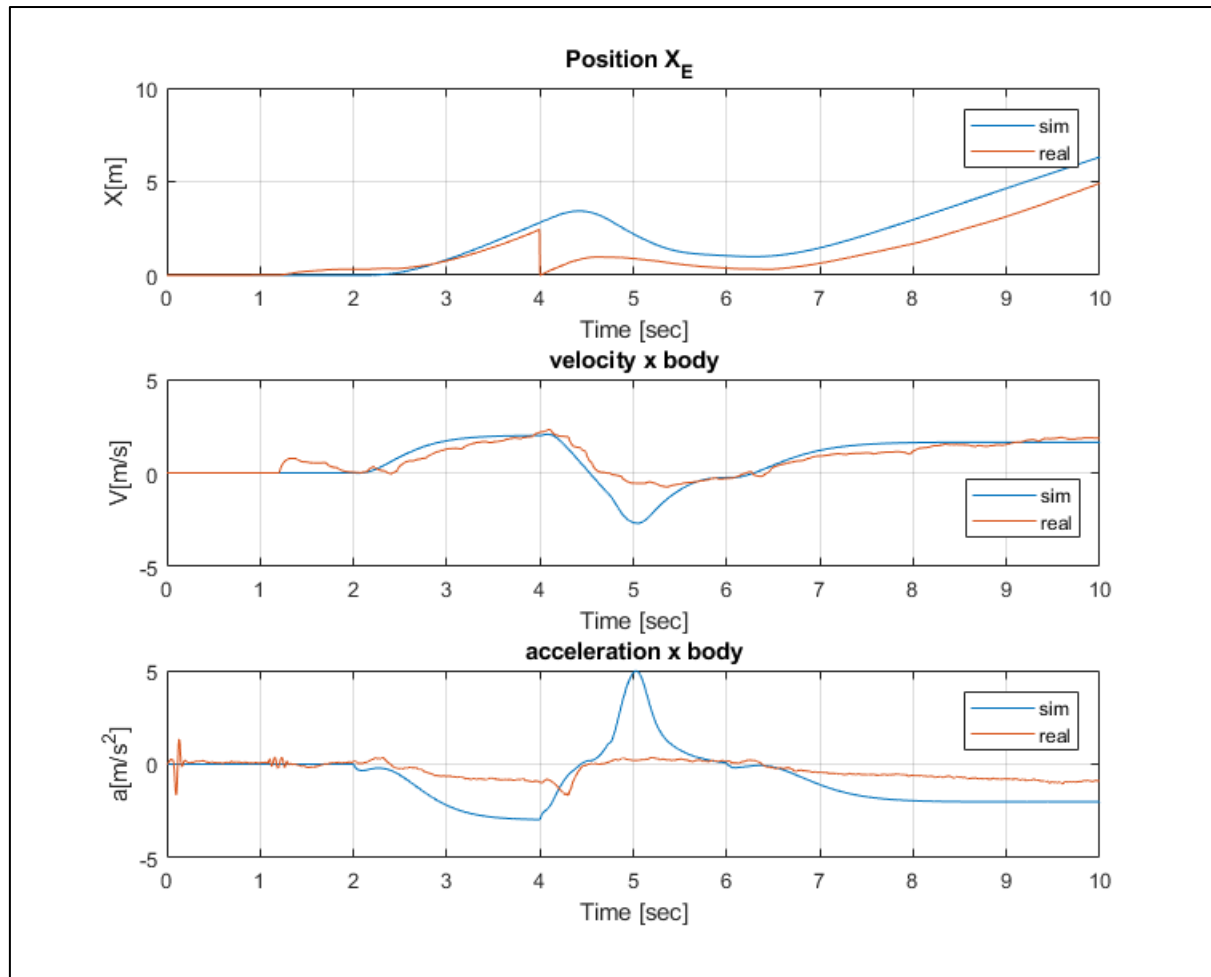 Position X_E
10
5
0
X[m]
sim
real
0 1 2 3 4 5 6 7 8 9 10
Time [sec]
velocity x body
5
0
-5
V[m/s]
sim
real
0 1 2 3 4 5 6 7 8 9 10
Time [sec]
acceleration x body
5
0
-5
a[m/s^2]
sim
real
0 1 2 3 4 5 6 7 8 9 10
Time [sec]